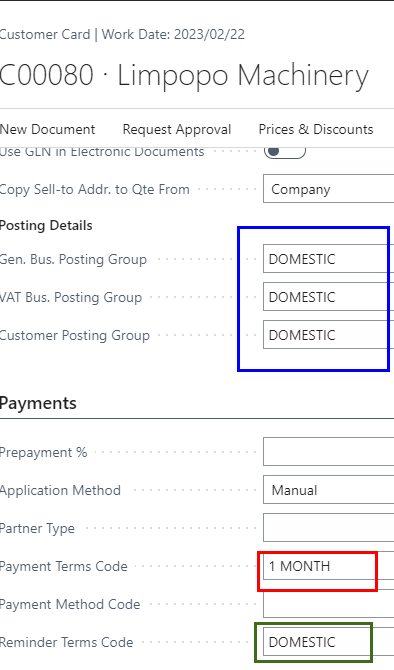 Customer Card | Work Date: 2023/02/22
C00080 · Limpopo Machinery
New Document Request Approval Prices & Discounts
Use GLN in Electronic Documents
Copy Sell-to Addr. to Qte From Company
Posting Details
Gen. Bus. Posting Group DOMESTIC
VAT Bus. Posting Group DOMESTIC
Customer Posting Group DOMESTIC
Payments
Prepayment %
Application Method Manual
Partner Type
Payment Terms Code 1 MONTH
Payment Method Code
Reminder Terms Code DOMESTIC